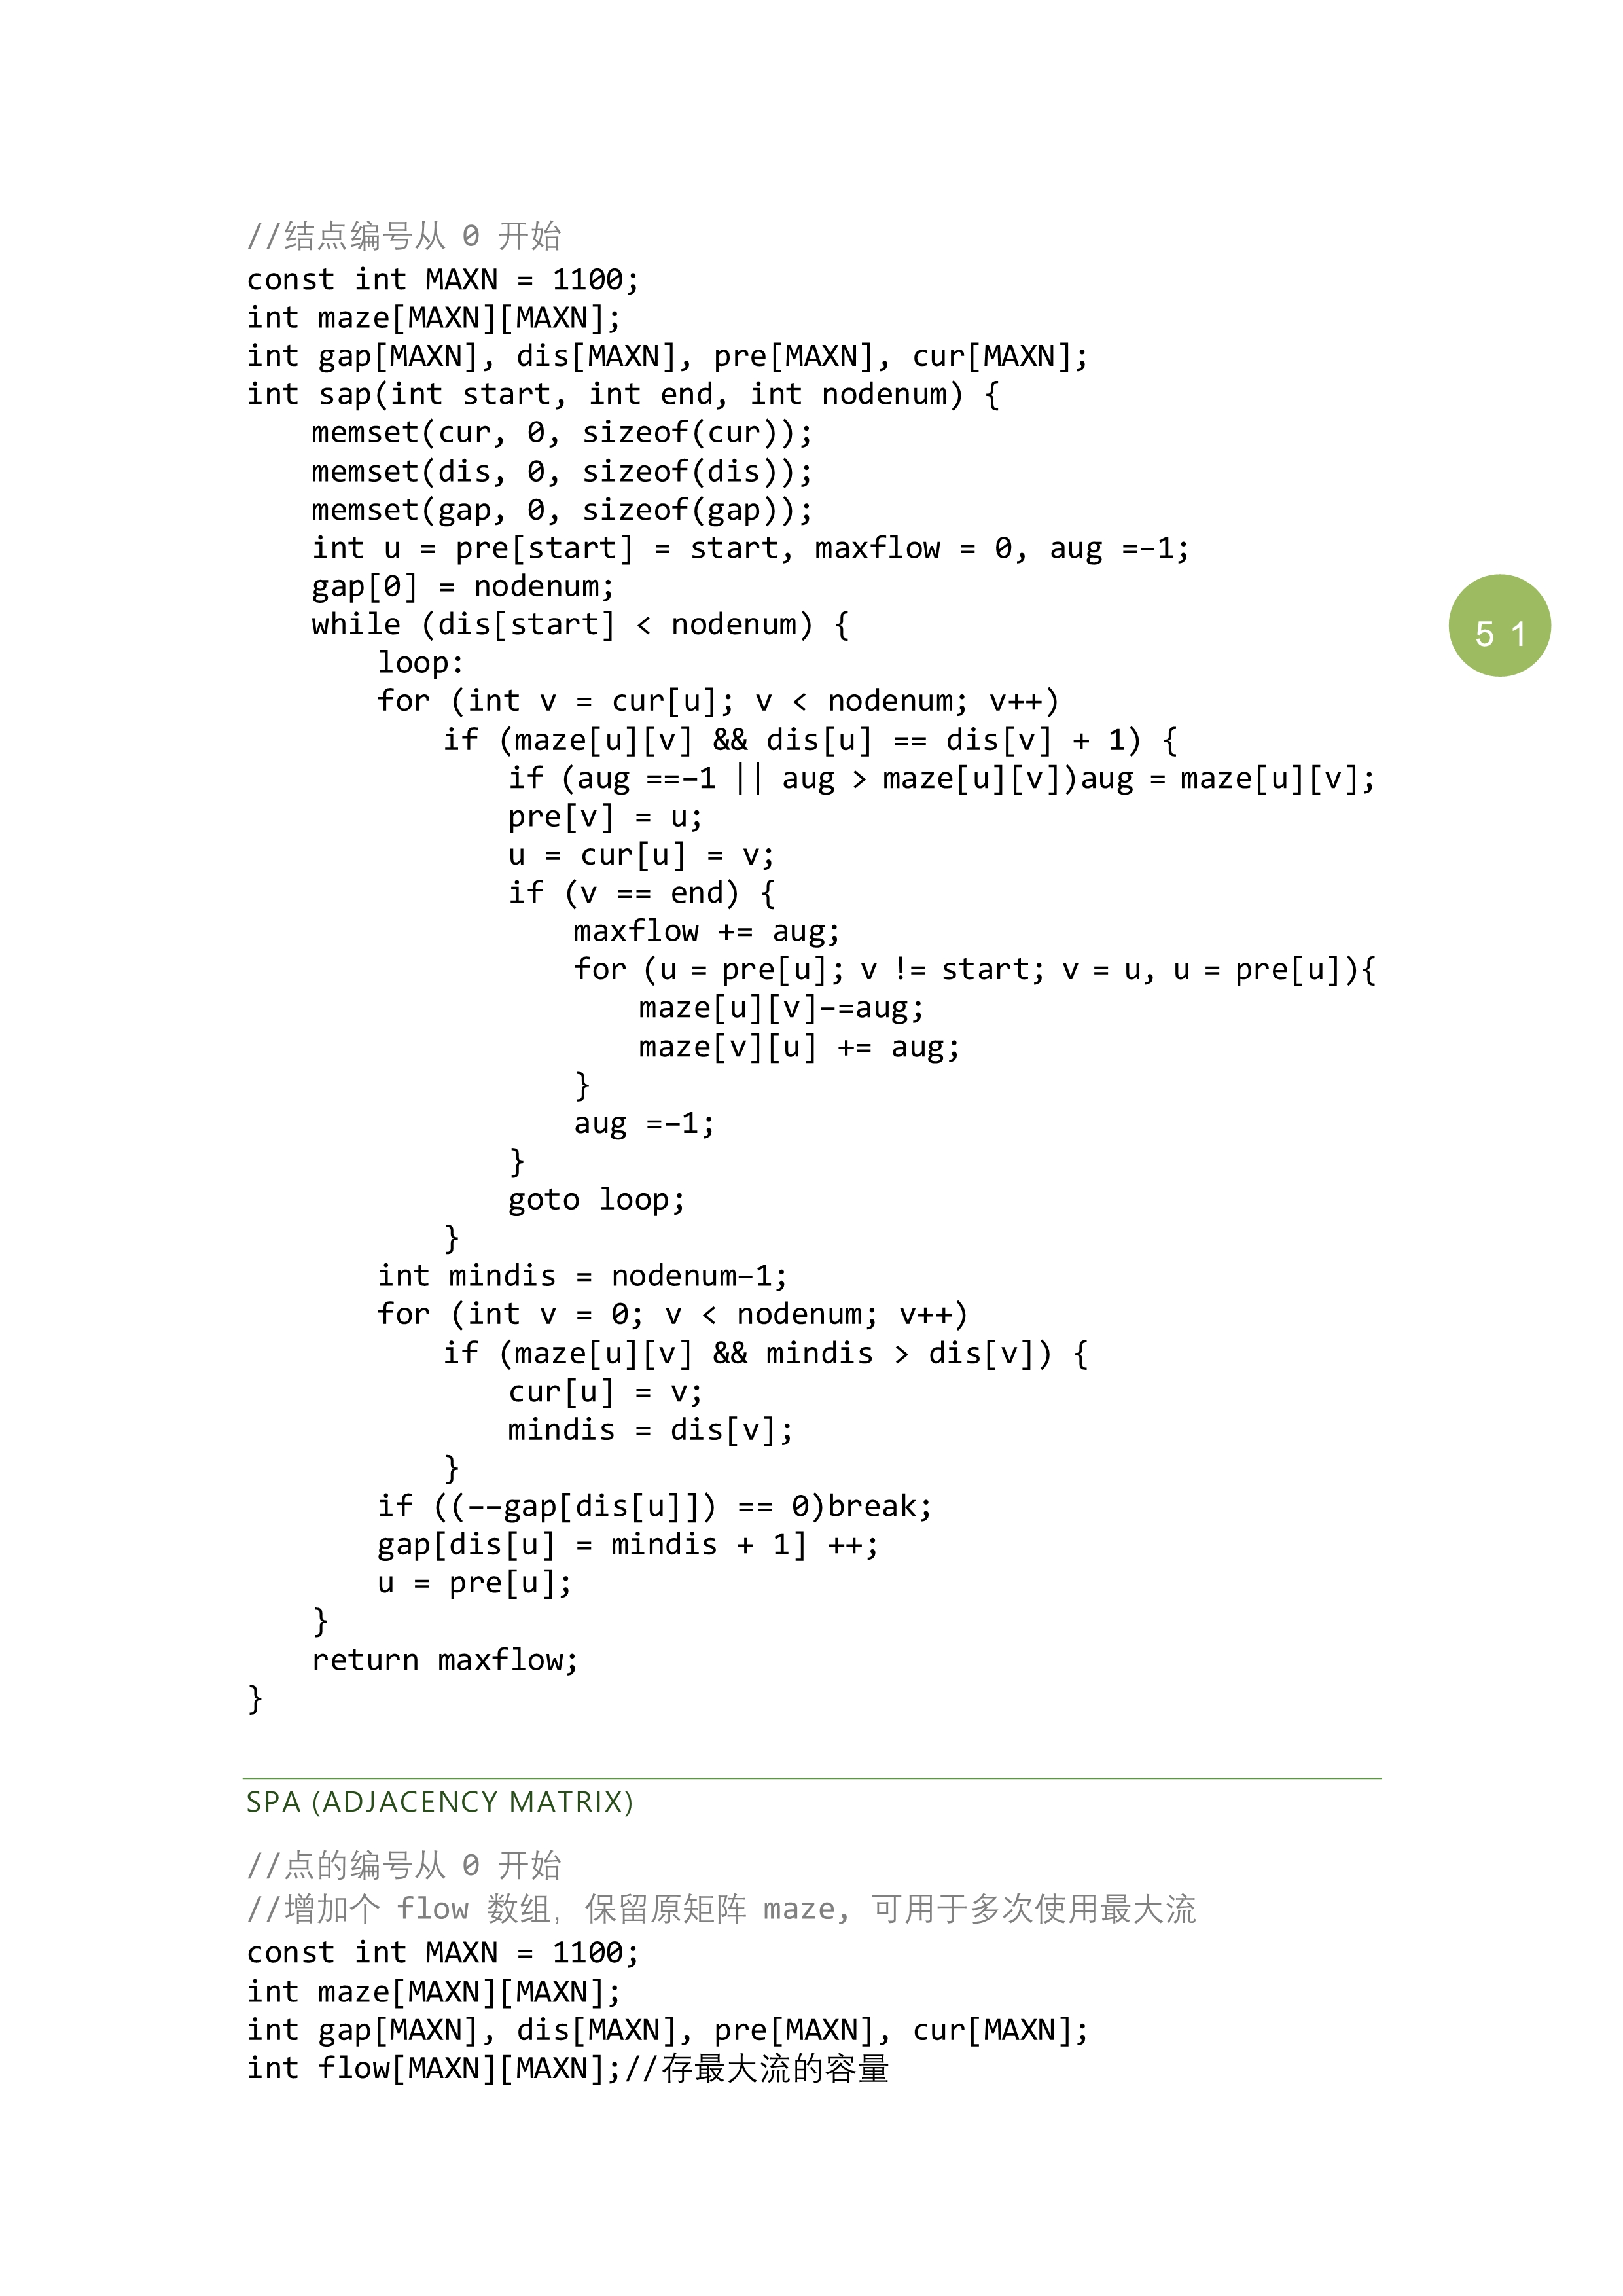 //结点编号从 0 开始
const int MAXN = 1100;
int maze[MAXN][MAXN];
int gap[MAXN], dis[MAXN], pre[MAXN], cur[MAXN];
int sap(int start, int end, int nodenum) {
    memset(cur, 0, sizeof(cur));
    memset(dis, 0, sizeof(dis));
    memset(gap, 0, sizeof(gap));
    int u = pre[start] = start, maxflow = 0, aug =−1;
    gap[0] = nodenum;
    while (dis[start] < nodenum) {
        loop:
        for (int v = cur[u]; v < nodenum; v++)
            if (maze[u][v] && dis[u] == dis[v] + 1) {
                if (aug ==−1 || aug > maze[u][v])aug = maze[u][v];
                pre[v] = u;
                u = cur[u] = v;
                if (v == end) {
                    maxflow += aug;
                    for (u = pre[u]; v != start; v = u, u = pre[u]){
                        maze[u][v]−=aug;
                        maze[v][u] += aug;
                    }
                    aug =−1;
                }
                goto loop;
            }
        int mindis = nodenum−1;
        for (int v = 0; v < nodenum; v++)
            if (maze[u][v] && mindis > dis[v]) {
                cur[u] = v;
                mindis = dis[v];
            }
        if ((−−gap[dis[u]]) == 0)break;
        gap[dis[u] = mindis + 1] ++;
        u = pre[u];
    }
    return maxflow;
}
51
SPA (ADJACENCY MATRIX)
//点的编号从 0 开始
//增加个 flow 数组, 保留原矩阵 maze, 可用于多次使用最大流
const int MAXN = 1100;
int maze[MAXN][MAXN];
int gap[MAXN], dis[MAXN], pre[MAXN], cur[MAXN];
int flow[MAXN][MAXN];//存最大流的容量